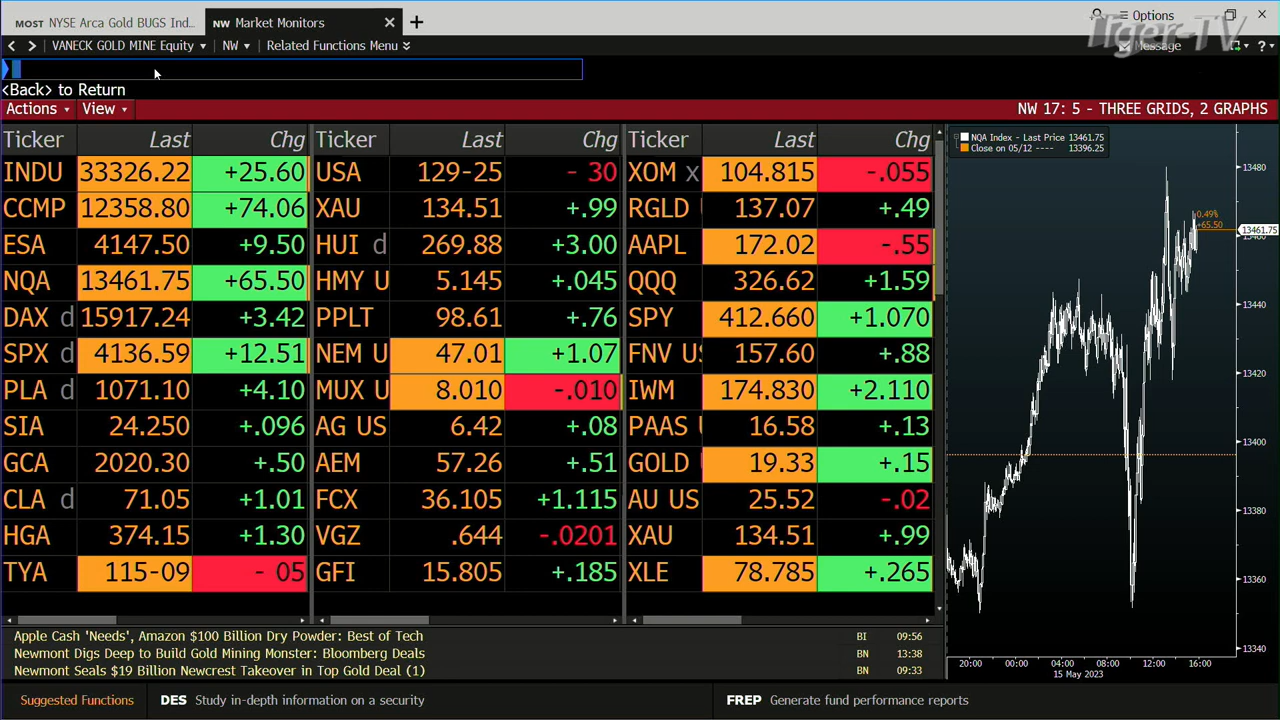 MOST NYSE Arca Gold BUGS Ind... NW Market Monitors × + Options ×
< > VANECK GOLD MINE Equity NW Related Functions Menu Message ?
Tiger-TV
<Back> to Return
Actions View NW 17: 5 - THREE GRIDS, 2 GRAPHS
Ticker Last Chg Ticker Last Chg Ticker Last Chg
INDU 33326.22 +25.60 USA 129-25 - 30 XOM x 104.815 -.055
CCMP 12358.80 +74.06 XAU 134.51 +.99 RGLD 137.07 +.49
ESA 4147.50 +9.50 HUI d 269.88 +3.00 AAPL 172.02 -.55
NQA 13461.75 +65.50 HMY U 5.145 +.045 QQQ 326.62 +1.59
DAX d 15917.24 +3.42 PPLT 98.61 +.76 SPY 412.660 +1.070
SPX d 4136.59 +12.51 NEM U 47.01 +1.07 FNV US 157.60 +.88
PLA d 1071.10 +4.10 MUX U 8.010 -.010 IWM 174.830 +2.110
SIA 24.250 +.096 AG US 6.42 +.08 PAAS 16.58 +.13
GCA 2020.30 +.50 AEM 57.26 +.51 GOLD 19.33 +.15
CLA d 71.05 +1.01 FCX 36.105 +1.115 AU US 25.52 -.02
HGA 374.15 +1.30 VGZ .644 -.0201 XAU 134.51 +.99
TYA 115-09 - 05 GFI 15.805 +.185 XLE 78.785 +.265
NQA Index - Last Price 13461.75
Close on 05/12 ---- 13396.25
13480
0.49%
+65.50
13461.75
13460
13440
13420
13400
13380
13360
13340
20:00 00:00 04:00 08:00 12:00 16:00
15 May 2023
Apple Cash 'Needs', Amazon $100 Billion Dry Powder: Best of Tech BI 09:56
Newmont Digs Deep to Build Gold Mining Monster: Bloomberg Deals BN 13:38
Newmont Seals $19 Billion Newcrest Takeover in Top Gold Deal (1) BN 09:33
Suggested Functions DES Study in-depth information on a security FREP Generate fund performance reports